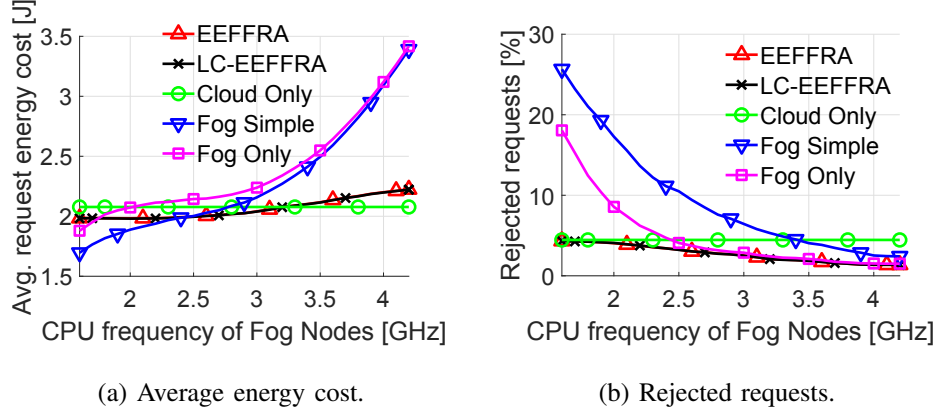 Avg. request energy cost [J]
3.5
3
2.5
2
1.5
EEFFRA
LC-EEFFRA
Cloud Only
Fog Simple
Fog Only
2 2.5 3 3.5 4
CPU frequency of Fog Nodes [GHz]
(a) Average energy cost.
Rejected requests [%]
30
20
10
0
EEFFRA
LC-EEFFRA
Cloud Only
Fog Simple
Fog Only
2 2.5 3 3.5 4
CPU frequency of Fog Nodes [GHz]
(b) Rejected requests.